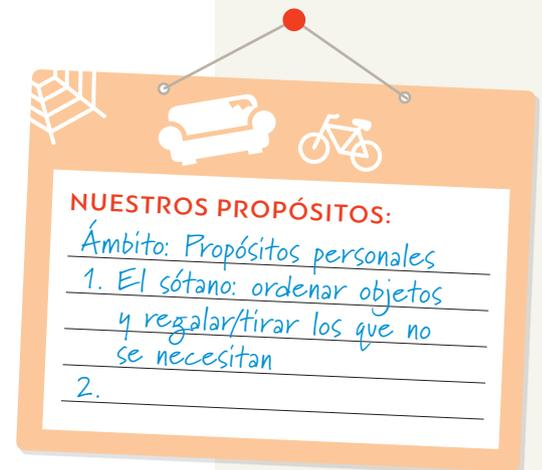 NUESTROS PROPÓSITOS:
Ámbito: Propósitos personales
1. El sótano: ordenar objetos
y regalar/tirar los que no
se necesitan
2.